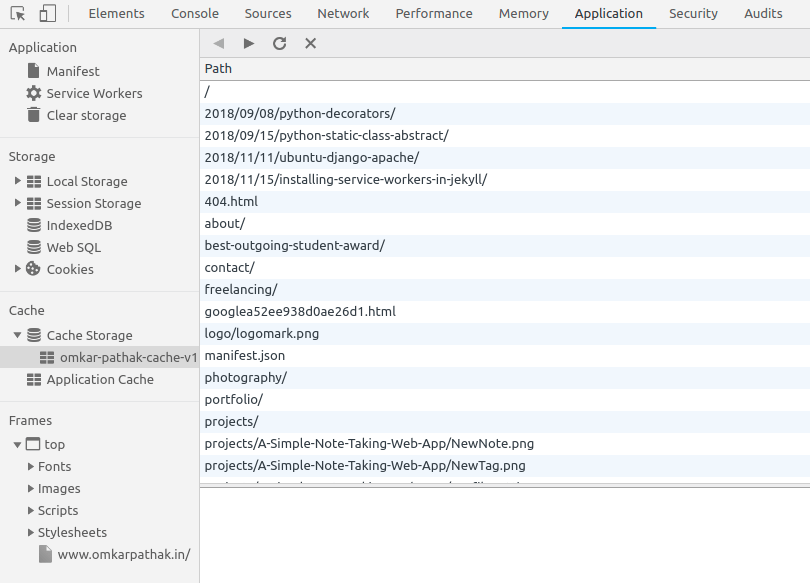 Elements Console Sources Network Performance Memory Application Security Audits
Application
Manifest
Service Workers
Clear storage
Storage
Local Storage
Session Storage
IndexedDB
Web SQL
Cookies
Cache
Cache Storage
omkar-pathak-cache-v1
Application Cache
Frames
top
Fonts
Images
Scripts
Stylesheets
www.omkarpathak.in/
Path
/
2018/09/08/python-decorators/
2018/09/15/python-static-class-abstract/
2018/11/11/ubuntu-django-apache/
2018/11/15/installing-service-workers-in-jekyll/
404.html
about/
best-outgoing-student-award/
contact/
freelancing/
googlea52ee938d0ae26d1.html
logo/logomark.png
manifest.json
photography/
portfolio/
projects/
projects/A-Simple-Note-Taking-Web-App/NewNote.png
projects/A-Simple-Note-Taking-Web-App/NewTag.png